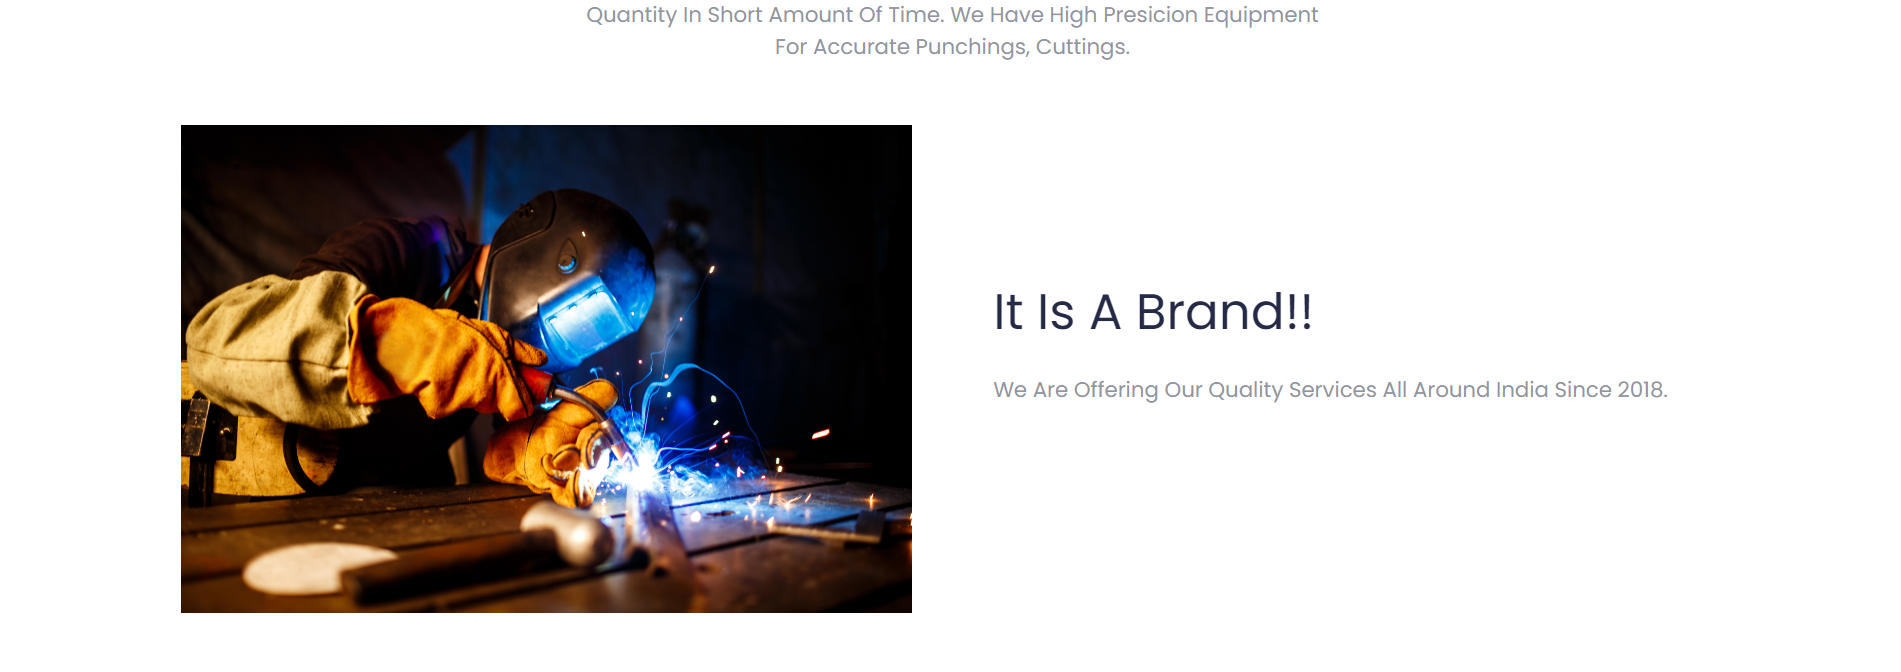 Quantity In Short Amount Of Time. We Have High Presicion Equipment
For Accurate Punchings, Cuttings.
It Is A Brand!!
We Are Offering Our Quality Services All Around India Since 2018.